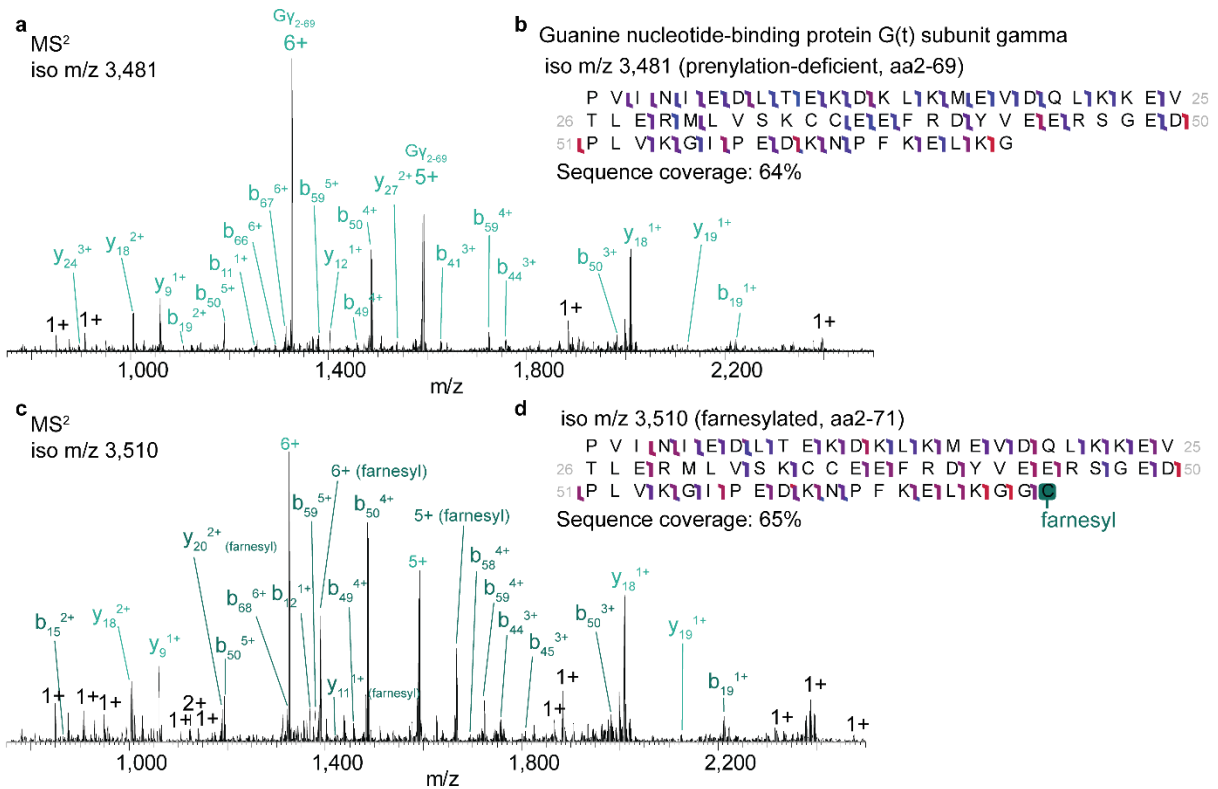 a
MS2
iso m/z 3,481
Gγ2-69
6+
Gγ2-69
5+
y24 3+
y18 2+
y9 1+
b19 2+
b50 5+
b11 1+
b66 6+
b67 6+
b59 5+
y12 1+
b49 4+
b50 4+
y27 2+
b41 3+
b59 4+
b44 3+
b50 3+
y18 1+
y19 1+
b19 1+
1+
1+
1+
1+
1,000
1,400
1,800
2,200
m/z
b
Guanine nucleotide-binding protein G(t) subunit gamma
iso m/z 3,481 (prenylation-deficient, aa2-69)
P V I N I E D L T E K D K L K M E V D Q L K K E V 25
26 T L E R M L V S K C C E E F R D Y V E E R S G E D 50
51 P L V K G I P E D K N P F K E L K G
Sequence coverage: 64%
c
MS2
iso m/z 3,510
b15 2+
y18 2+
y9 1+
y20 2+ (farnesyl)
b50 5+
b68 6+
6+
b12 1+
b59 5+
6+ (farnesyl)
y11 1+ (farnesyl)
b49 4+
b50 4+
5+
5+ (farnesyl)
b58 4+
b59 4+
b44 3+
b45 3+
b50 3+
y18 1+
y19 1+
b19 1+
1+
1+
1+
1+
2+
1+
1+
1+
1+
1+
1+
1,000
1,400
1,800
2,200
m/z
d
iso m/z 3,510 (farnesylated, aa2-71)
P V I N I E D L T E K D K L K M E V D Q L K K E V 25
26 T L E R M L V S K C C E E F R D Y V E E R S G E D 50
51 P L V K G I P E D K N P F K E L K G G C
farnesyl
Sequence coverage: 65%